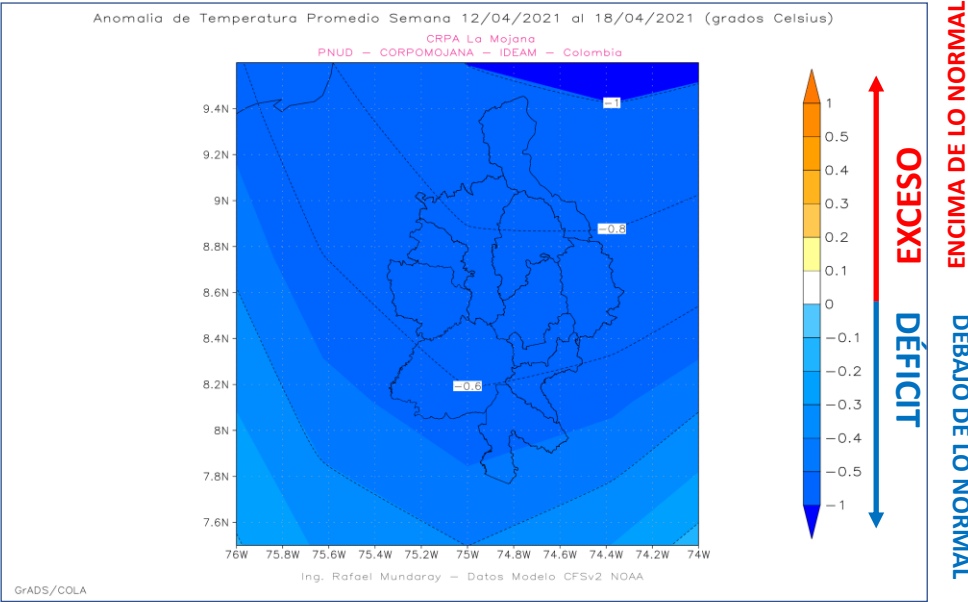 Anomalia de Temperatura Promedio Semana 12/04/2021 al 18/04/2021 (grados Celsius)
CRPA La Mojana
PNUD – CORPOMOJANA – IDEAM – Colombia
9.4N
9.2N
9N
8.8N
8.6N
8.4N
8.2N
8N
7.8N
7.6N
76W 75.8W 75.6W 75.4W 75.2W 75W 74.8W 74.6W 74.4W 74.2W 74W
−1
−0.8
−0.6
1
0.5
0.4
0.3
0.2
0.1
0
−0.1
−0.2
−0.3
−0.4
−0.5
−1
EXCESO
DÉFICIT
ENCIMA DE LO NORMAL
DEBAJO DE LO NORMAL
Ing. Rafael Mundaray – Datos Modelo CFSv2 NOAA
GrADS/COLA